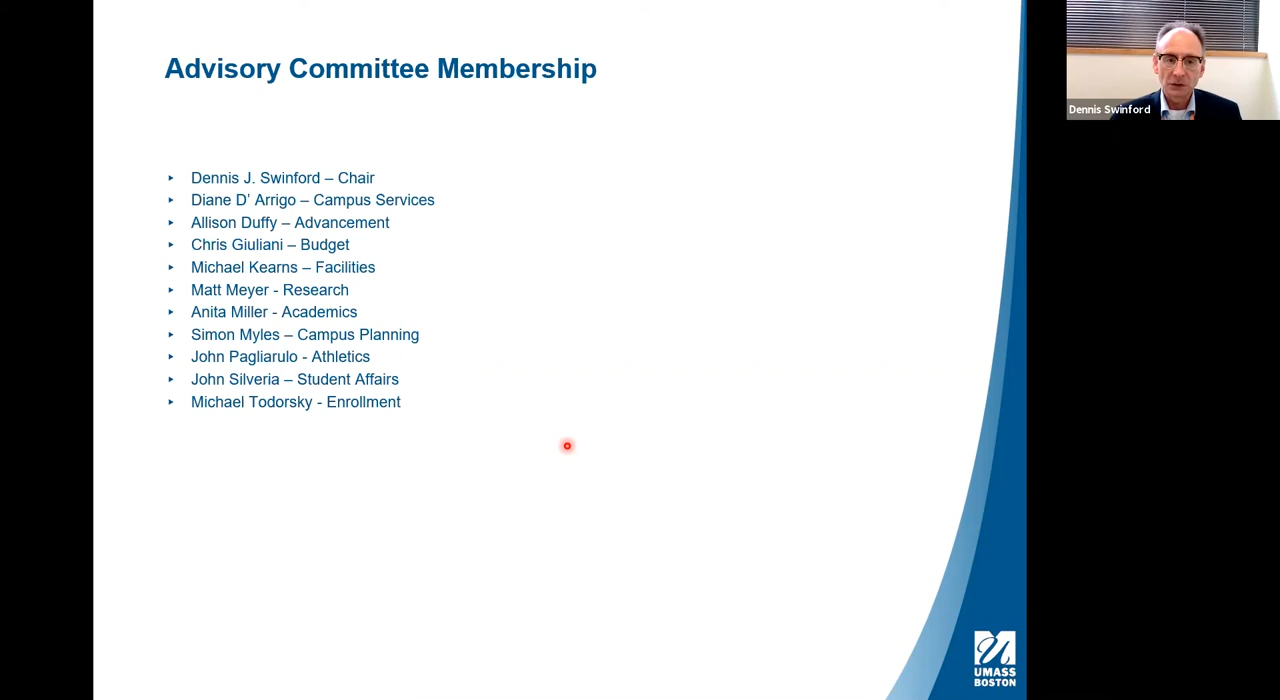 Advisory Committee Membership
Dennis J. Swinford – Chair
Diane D' Arrigo – Campus Services
Allison Duffy – Advancement
Chris Giuliani – Budget
Michael Kearns – Facilities
Matt Meyer - Research
Anita Miller - Academics
Simon Myles – Campus Planning
John Pagliarulo - Athletics
John Silveria – Student Affairs
Michael Todorsky - Enrollment
Dennis Swinford
UMASS
BOSTON